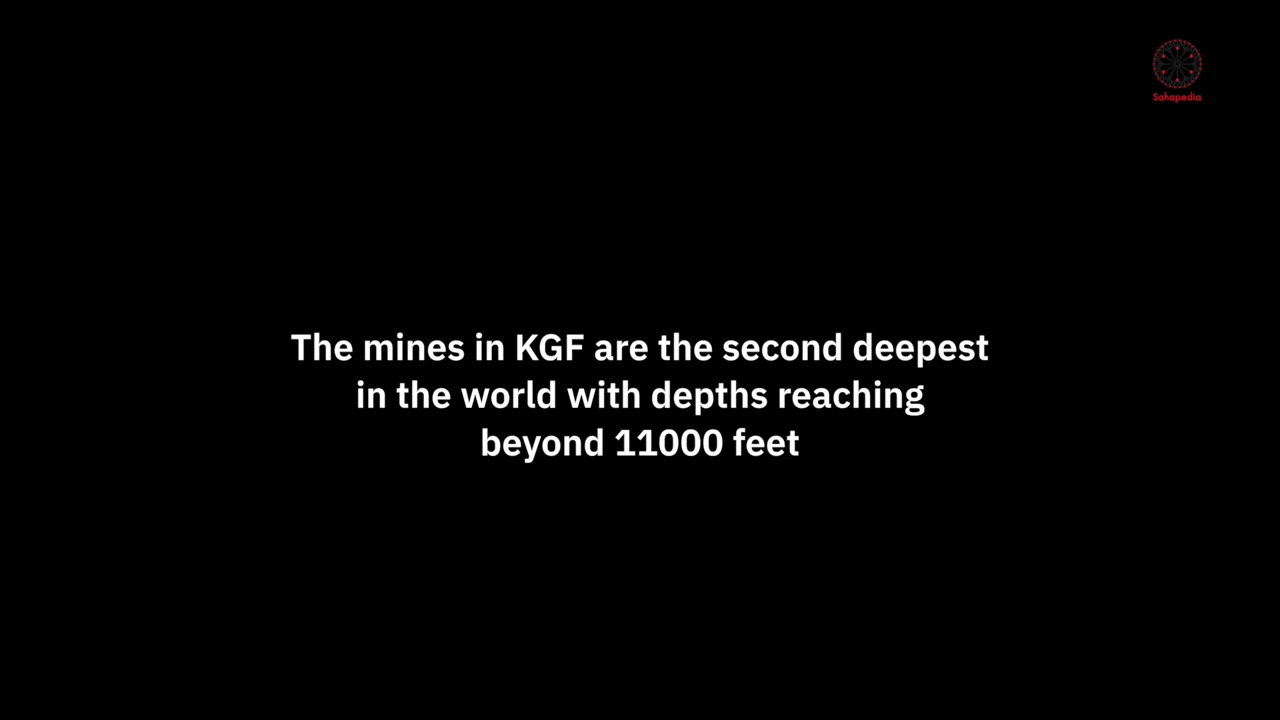 Sahapedia
The mines in KGF are the second deepest
in the world with depths reaching
beyond 11000 feet